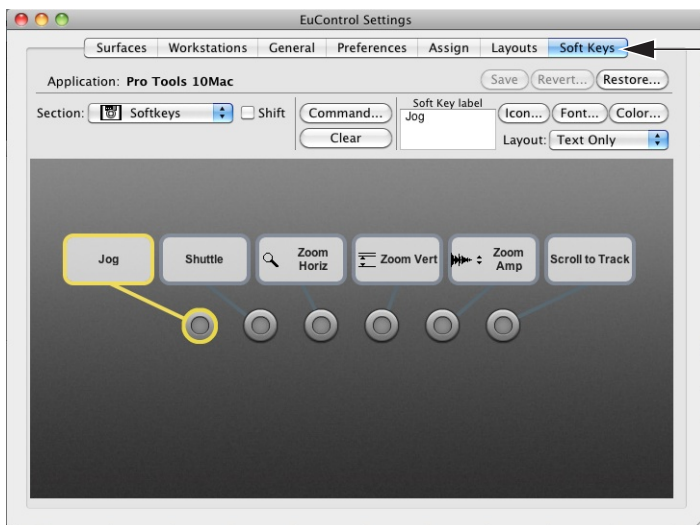 EuControl Settings
Surfaces Workstations General Preferences Assign Layouts Soft Keys
Application: Pro Tools 10Mac
Save Revert... Restore...
Section: Softkeys Shift
Command...
Clear
Soft Key label
Jog
Icon... Font... Color...
Layout: Text Only
Jog
Shuttle
Zoom
Horiz
Zoom Vert
Zoom
Amp
Scroll to Track